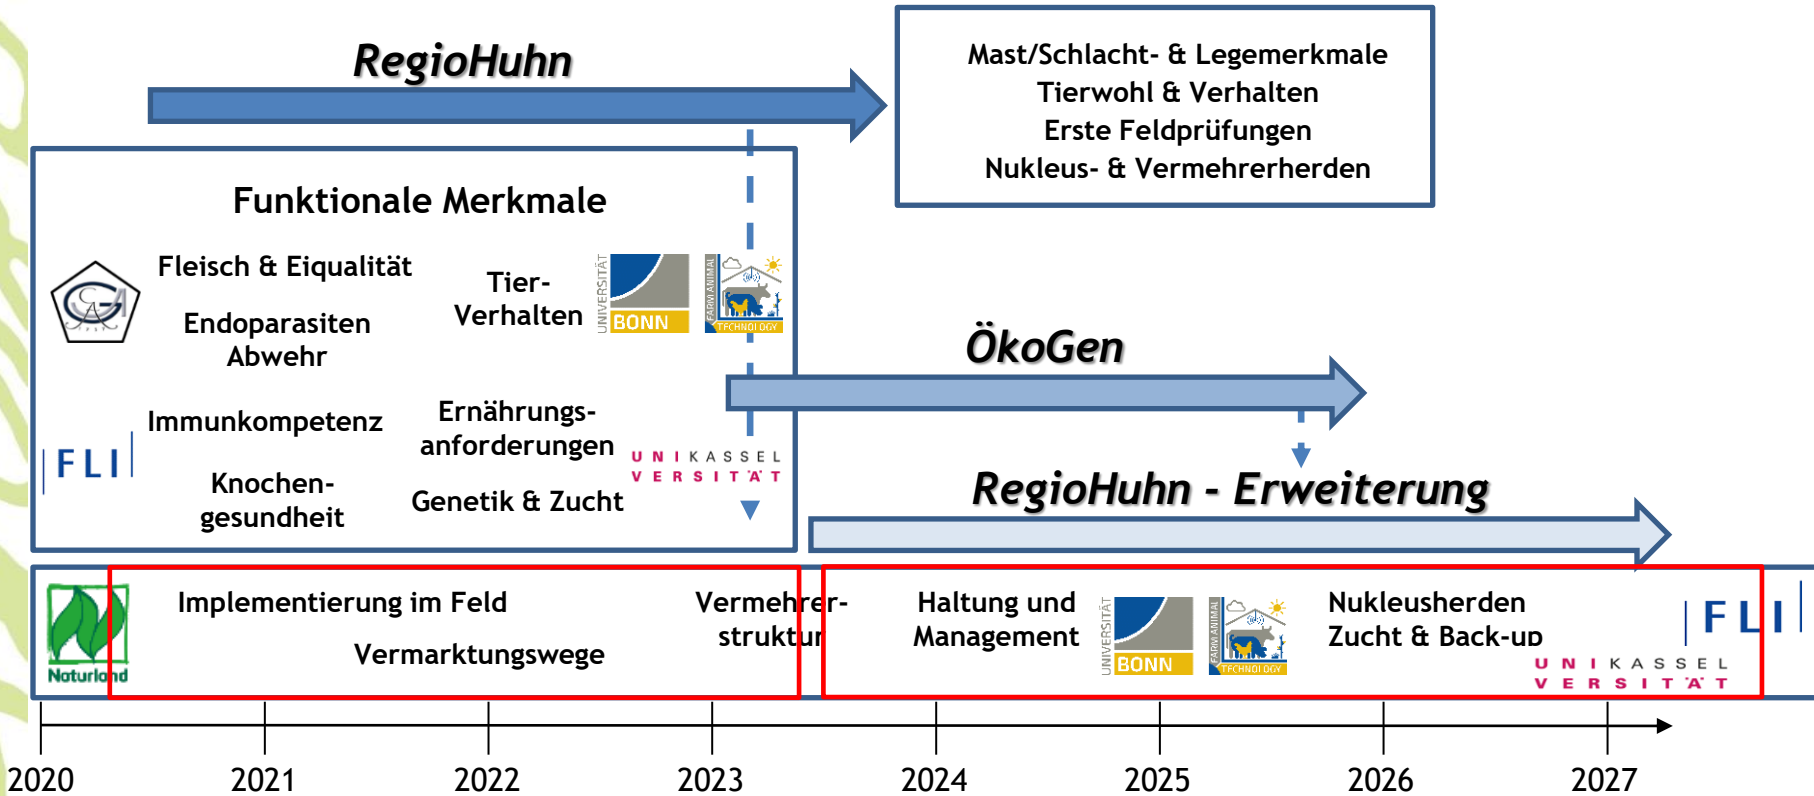 RegioHuhn
Mast/Schlacht- & Legemerkmale
Tierwohl & Verhalten
Erste Feldprüfungen
Nukleus- & Vermehrerherden
Funktionale Merkmale
Fleisch & Eiqualität
Endoparasiten
Abwehr
Tier-
Verhalten
UNIVERSITÄT
BONN
FARM ANIMAL
TECHNOLOGY
Immunkompetenz
Ernährungs-
anforderungen
FLI
UNIKASSEL
VERSITÄT
Knochen-
gesundheit
Genetik & Zucht
ÖkoGen
RegioHuhn - Erweiterung
Naturland
Implementierung im Feld
Vermarktungswege
Vermehrer-
struktur
Haltung und
Management
UNIVERSITÄT
BONN
FARM ANIMAL
TECHNOLOGY
Nukleusherden
Zucht & Back-up
UNIKASSEL
VERSITÄT
FLI
2020
2021
2022
2023
2024
2025
2026
2027